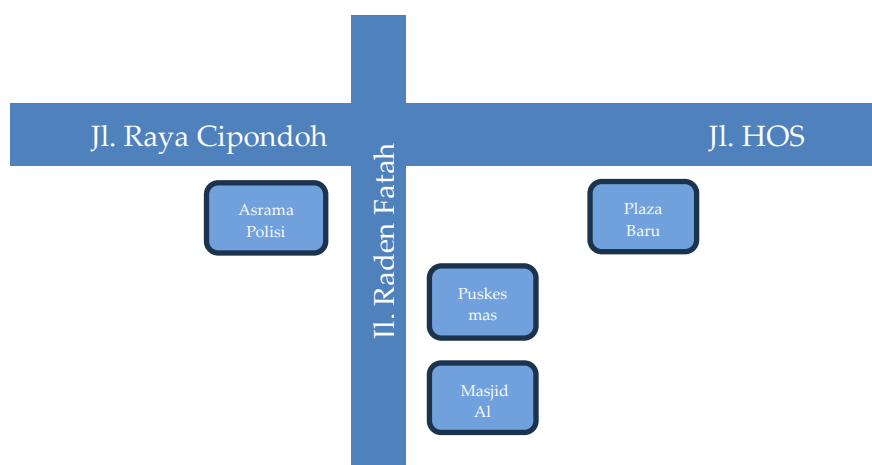 Jl. Raya Cipondoh
Jl. HOS
Jl. Raden Fatah
Asrama
Polisi
Plaza
Baru
Puskes
mas
Masjid
Al